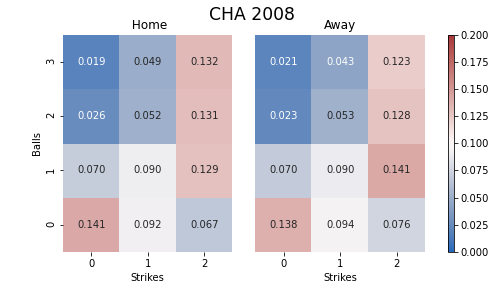 CHA 2008
Home Away
3 0.019 0.049 0.132 0.021 0.043 0.123
2 0.026 0.052 0.131 0.023 0.053 0.128
1 0.070 0.090 0.129 0.070 0.090 0.141
0 0.141 0.092 0.067 0.138 0.094 0.076
Balls
0 1 2 0 1 2
Strikes Strikes
0.200
0.175
0.150
0.125
0.100
0.075
0.050
0.025
0.000